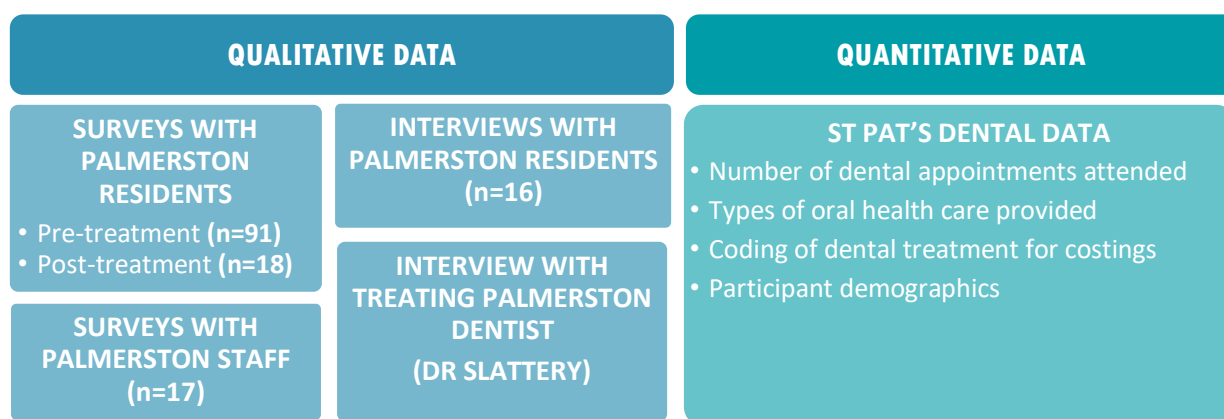 QUALITATIVE DATA
SURVEYS WITH
PALMERSTON
RESIDENTS
• Pre-treatment (n=91)
• Post-treatment (n=18)
SURVEYS WITH
PALMERSTON STAFF
(n=17)
INTERVIEWS WITH
PALMERSTON RESIDENTS
(n=16)
INTERVIEW WITH
TREATING PALMERSTON
DENTIST
(DR SLATTERY)
QUANTITATIVE DATA
ST PAT’S DENTAL DATA
• Number of dental appointments attended
• Types of oral health care provided
• Coding of dental treatment for costings
• Participant demographics